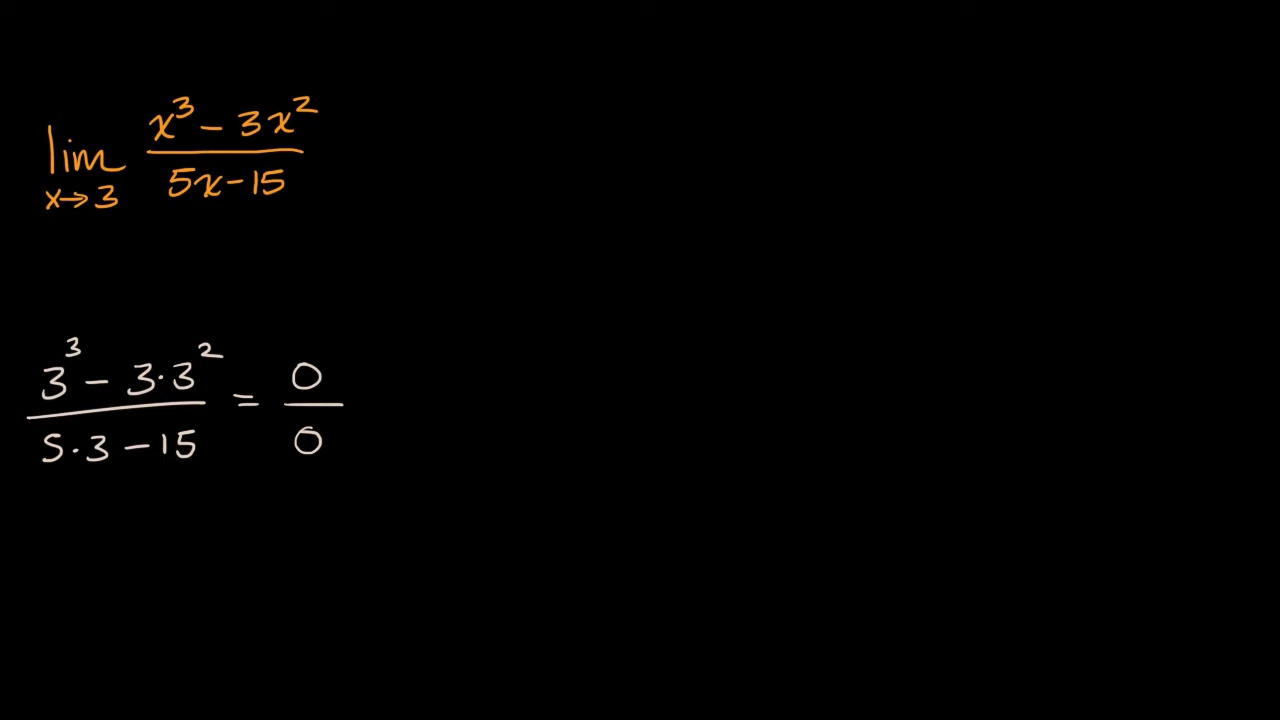 lim x→3 (x³ − 3x²)/(5x − 15)
(3³ − 3·3²)/(5·3 − 15) = 0/0